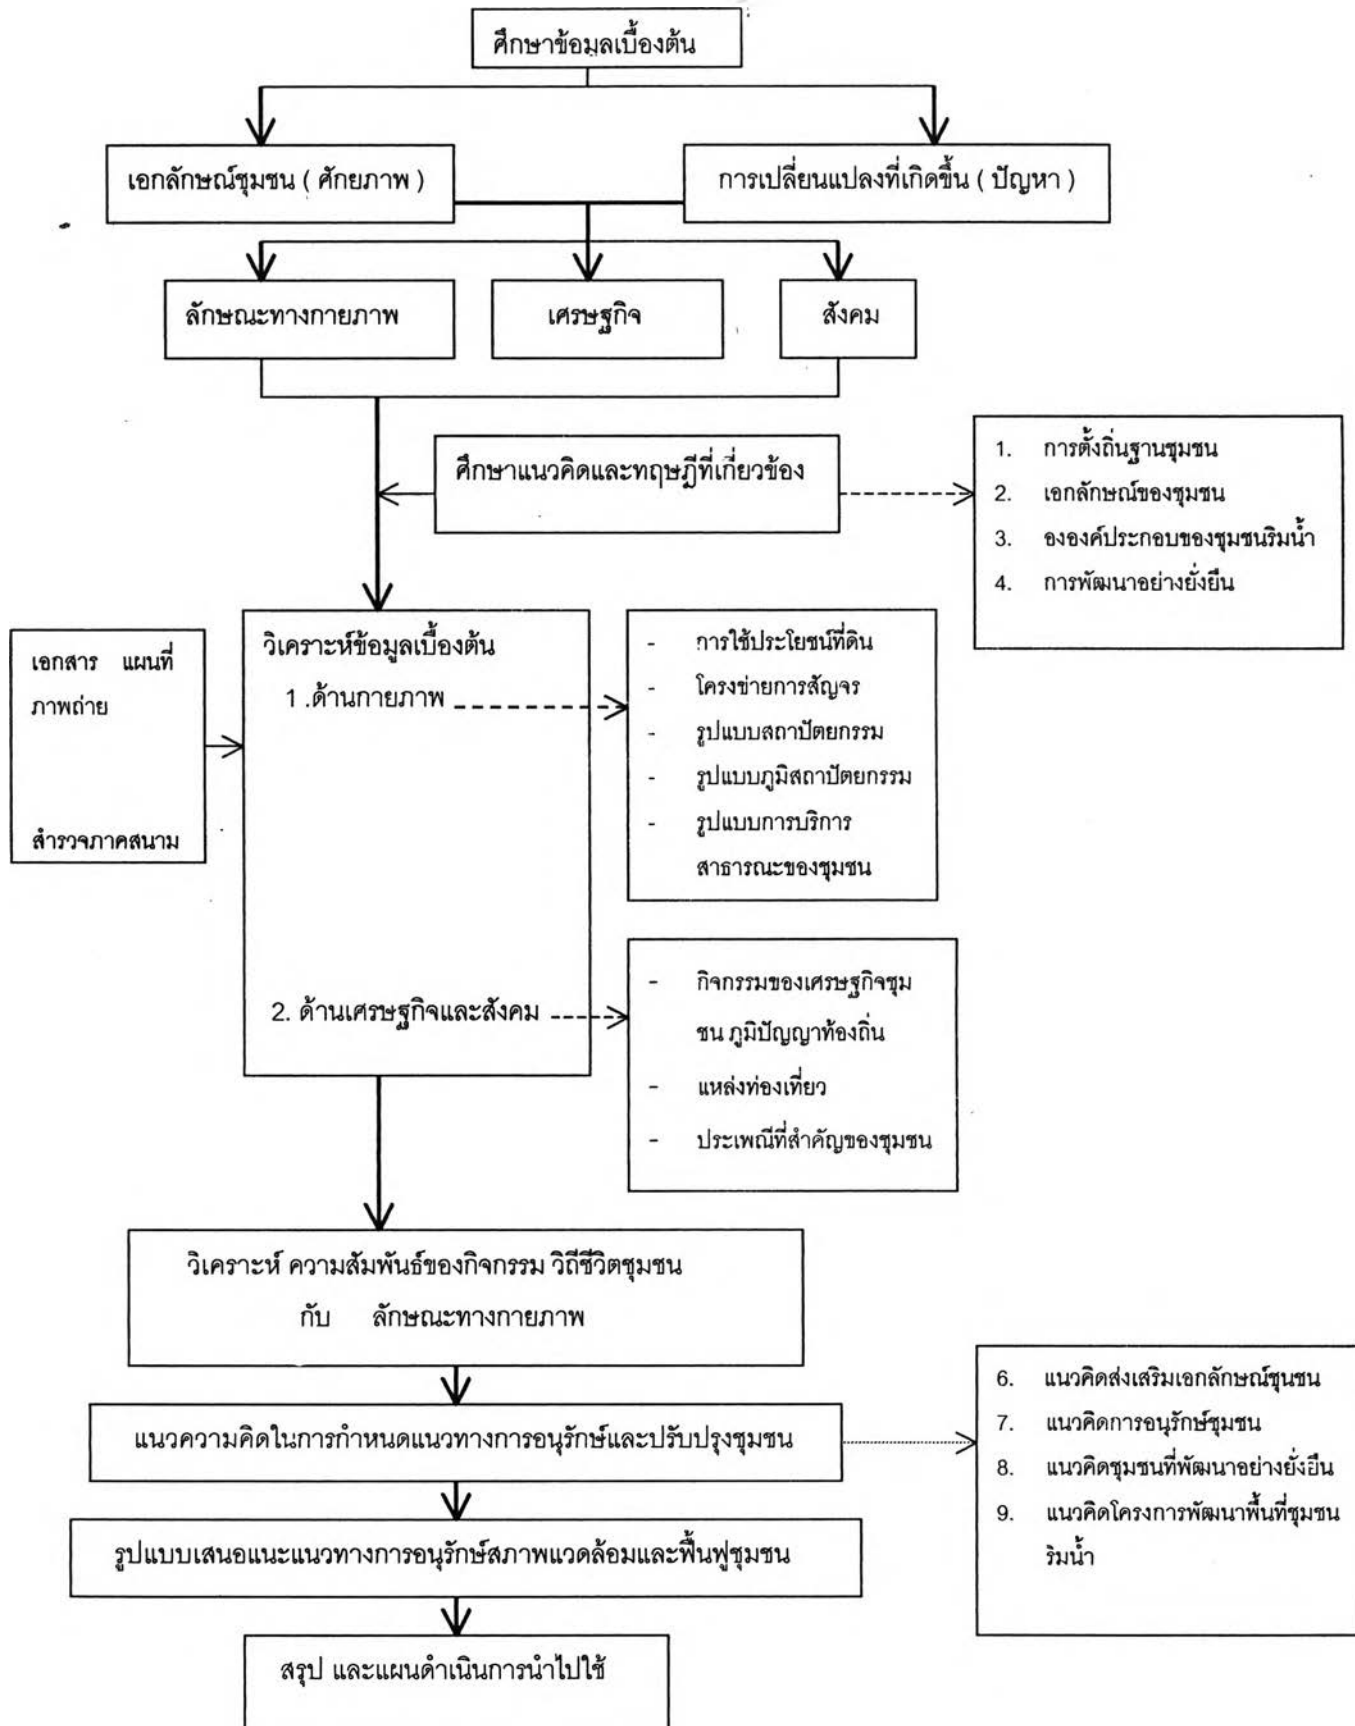 ศึกษาข้อมูลเบื้องต้น
เอกลักษณ์ชุมชน ( ศักยภาพ )
การเปลี่ยนแปลงที่เกิดขึ้น ( ปัญหา )
ลักษณะทางกายภาพ
เศรษฐกิจ
สังคม
ศึกษาแนวคิดและทฤษฎีที่เกี่ยวข้อง
1. การตั้งถิ่นฐานชุมชน
2. เอกลักษณ์ของชุมชน
3. ององค์ประกอบของชุมชนริมน้ำ
4. การพัฒนาอย่างยั่งยืน
เอกสาร แผนที่
ภาพถ่าย
สำรวจภาคสนาม
วิเคราะห์ข้อมูลเบื้องต้น
1 .ด้านกายภาพ
- การใช้ประโยชน์ที่ดิน
- โครงข่ายการสัญจร
- รูปแบบสถาปัตยกรรม
- รูปแบบภูมิสถาปัตยกรรม
- รูปแบบการบริการ
สาธารณะของชุมชน
2. ด้านเศรษฐกิจและสังคม
- กิจกรรมของเศรษฐกิจชุม
ชน ภูมิปัญญาท้องถิ่น
- แหล่งท่องเที่ยว
- ประเพณีที่สำคัญของชุมชน
วิเคราะห์ ความสัมพันธ์ของกิจกรรม วิถีชีวิตชุมชน
กับ ลักษณะทางกายภาพ
แนวความคิดในการกำหนดแนวทางการอนุรักษ์และปรับปรุงชุมชน
6. แนวคิดส่งเสริมเอกลักษณ์ชุนชน
7. แนวคิดการอนุรักษ์ชุมชน
8. แนวคิดชุมชนที่พัฒนาอย่างยั่งยืน
9. แนวคิดโครงการพัฒนาพื้นที่ชุมชน
ริมน้ำ
รูปแบบเสนอแนะแนวทางการอนุรักษ์สภาพแวดล้อมและฟื้นฟูชุมชน
สรุป และแผนดำเนินการนำไปใช้